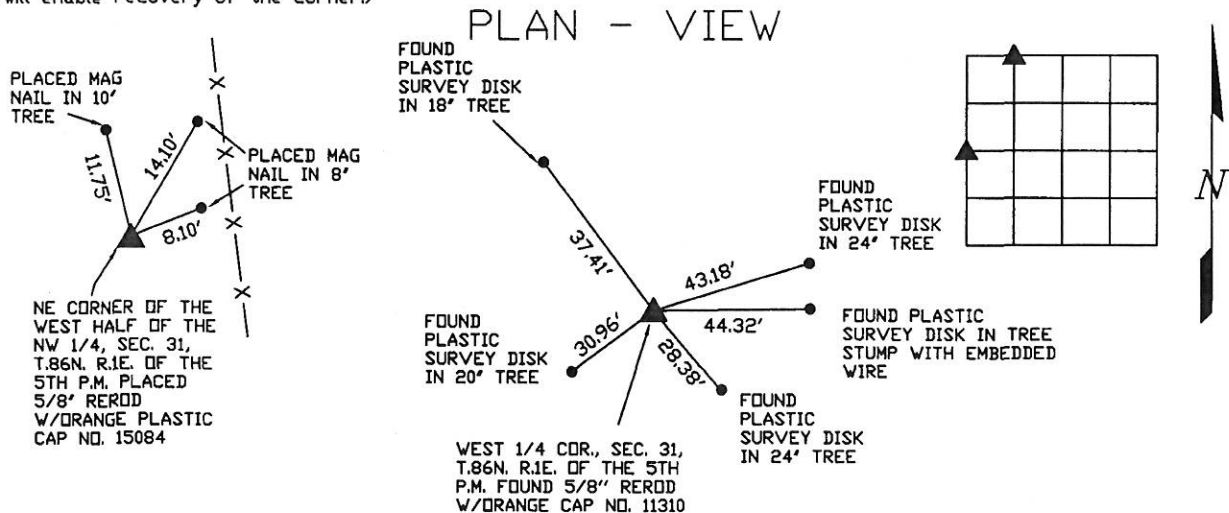 will enable recovery of the corner.)
PLAN - VIEW
PLACED MAG
NAIL IN 10"
TREE
11.75'
14.10'
8.10'
PLACED MAG
NAIL IN 8"
TREE
NE CORNER OF THE
WEST HALF OF THE
NW 1/4, SEC. 31,
T.86N. R.1E. OF THE
5TH P.M. PLACED
5/8" REROD
W/ORANGE PLASTIC
CAP NO. 15084
FOUND
PLASTIC
SURVEY DISK
IN 18" TREE
37.41'
FOUND
PLASTIC
SURVEY DISK
IN 24" TREE
43.18'
44.32'
FOUND PLASTIC
SURVEY DISK IN TREE
STUMP WITH EMBEDDED
WIRE
FOUND
PLASTIC
SURVEY DISK
IN 20" TREE
30.96'
28.38'
FOUND
PLASTIC
SURVEY DISK
IN 24" TREE
WEST 1/4 COR., SEC. 31,
T.86N. R.1E. OF THE 5TH
P.M. FOUND 5/8" REROD
W/ORANGE CAP NO. 11310
N